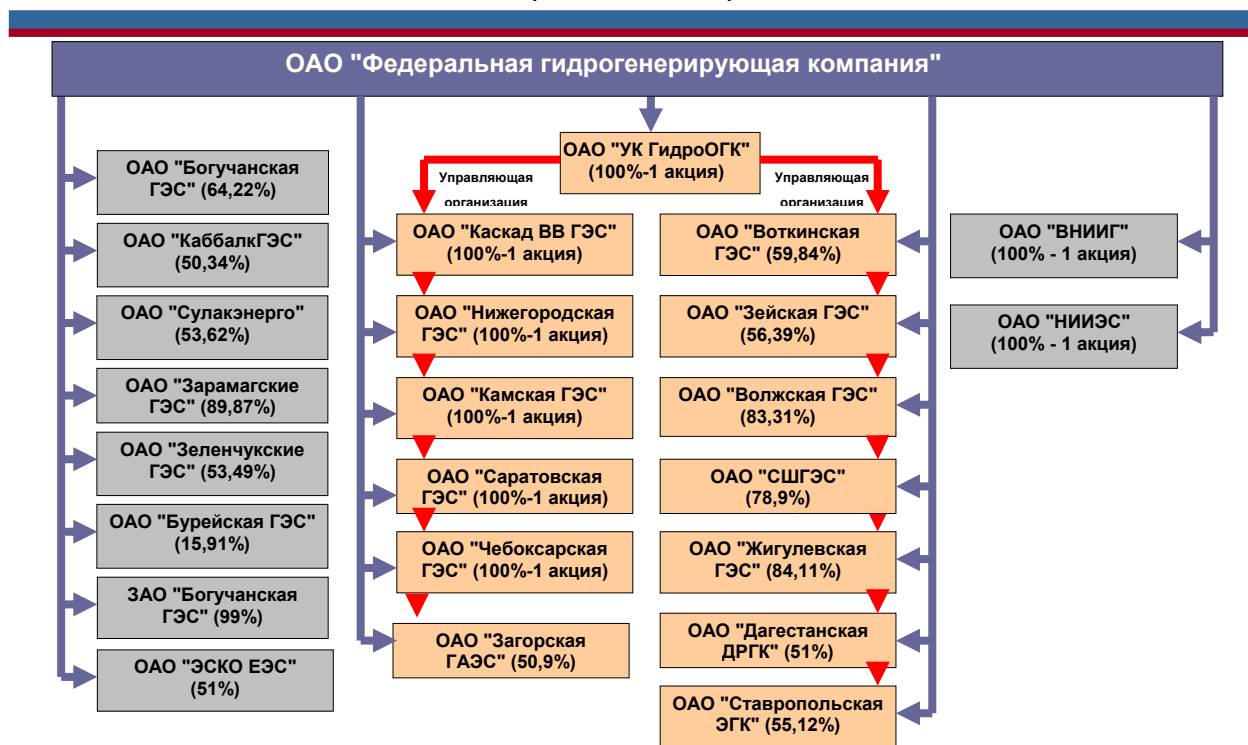 ОАО "Федеральная гидрогенерирующая компания"
ОАО "УК ГидроОГК"
(100%-1 акция)
Управляющая
организация
Управляющая
организация
ОАО "Богучанская
ГЭС" (64,22%)
ОАО "КаббалкГЭС"
(50,34%)
ОАО "Сулакэнерго"
(53,62%)
ОАО "Зарамагские
ГЭС" (89,87%)
ОАО "Зеленчукские
ГЭС" (53,49%)
ОАО "Бурейская ГЭС"
(15,91%)
ЗАО "Богучанская
ГЭС" (99%)
ОАО "ЭСКО ЕЭС"
(51%)
ОАО "Каскад ВВ ГЭС"
(100%-1 акция)
ОАО "Нижегородская
ГЭС" (100%-1 акция)
ОАО "Камская ГЭС"
(100%-1 акция)
ОАО "Саратовская
ГЭС" (100%-1 акция)
ОАО "Чебоксарская
ГЭС" (100%-1 акция)
ОАО "Загорская
ГАЭС" (50,9%)
ОАО "Воткинская
ГЭС" (59,84%)
ОАО "Зейская ГЭС"
(56,39%)
ОАО "Волжская ГЭС"
(83,31%)
ОАО "СШГЭС"
(78,9%)
ОАО "Жигулевская
ГЭС" (84,11%)
ОАО "Дагестанская
ДРГК" (51%)
ОАО "Ставропольская
ЭГК" (55,12%)
ОАО "ВНИИГ"
(100% - 1 акция)
ОАО "НИИЭС"
(100% - 1 акция)